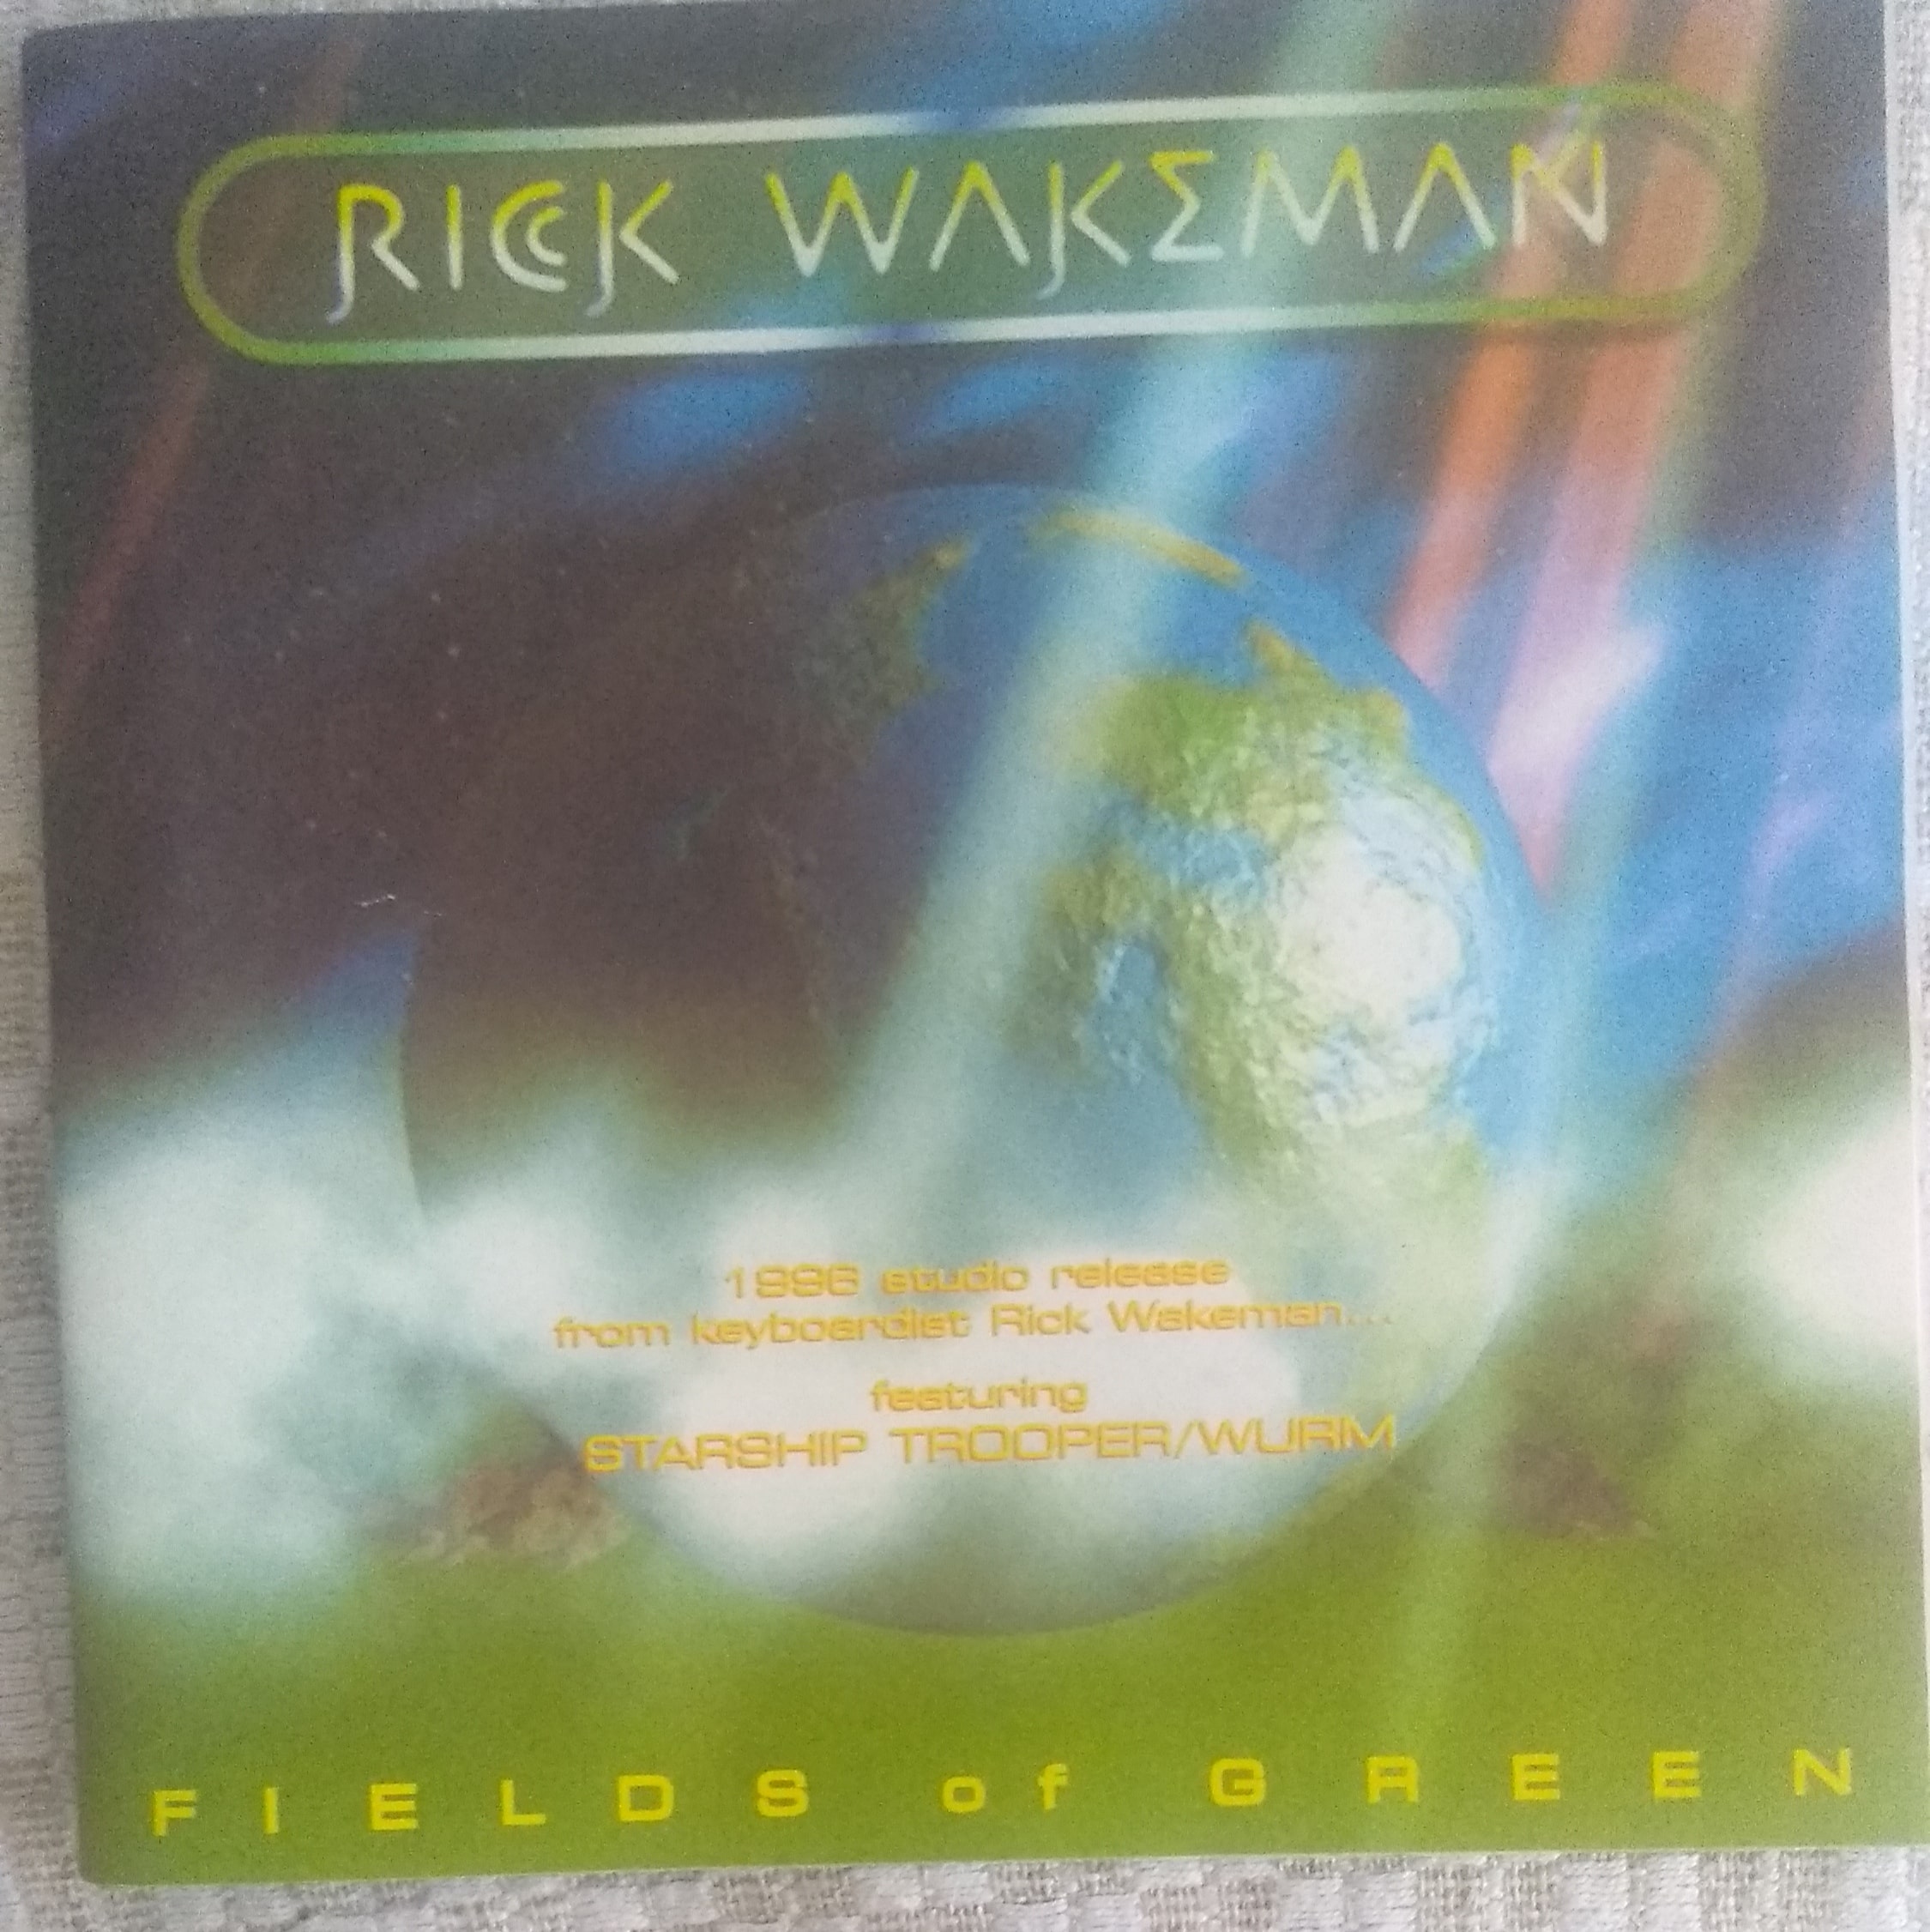 RICK WAKEMAN
1996 studio release
from keyboardist Rick Wakeman...
featuring
STARSHIP TROOPER/WURM
FIELDS of GREEN